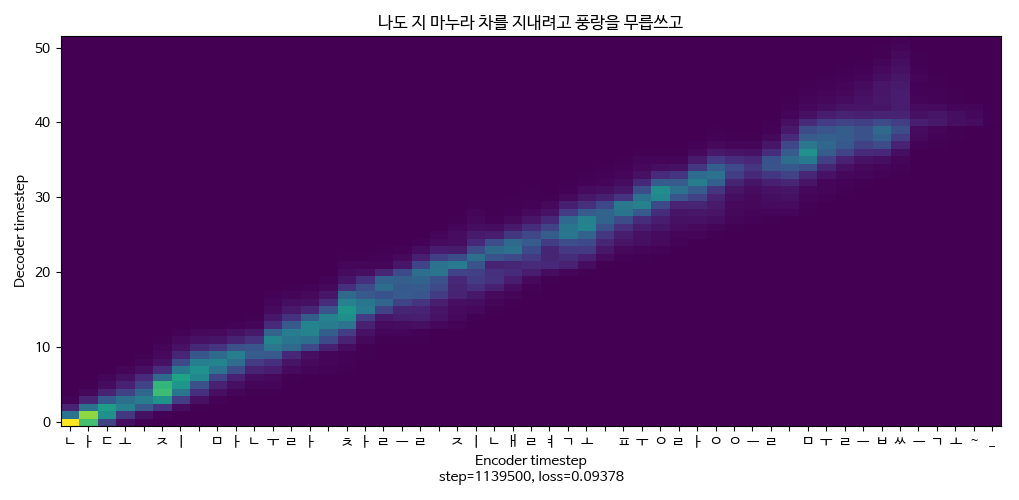 나도 지 마누라 차를 지내려고 풍랑을 무릅쓰고
50
40
30
20
10
0
Decoder timestep
ㄴ ㅏ ㄷ ㅗ ㅈ ㅣ ㅁ ㅏ ㄴ ㅜ ㄹ ㅏ ㅊ ㅏ ㄹ ㅡ ㄹ ㅈ ㅣ ㄴ ㅐ ㄹ ㅕ ㄱ ㅗ ㅍ ㅜ ㅇ ㄹ ㅏ ㅇ ㅇ ㅡ ㄹ ㅁ ㅜ ㄹ ㅡ ㅂ ㅆ ㅡ ㄱ ㅗ ~ _
Encoder timestep
step=1139500, loss=0.09378